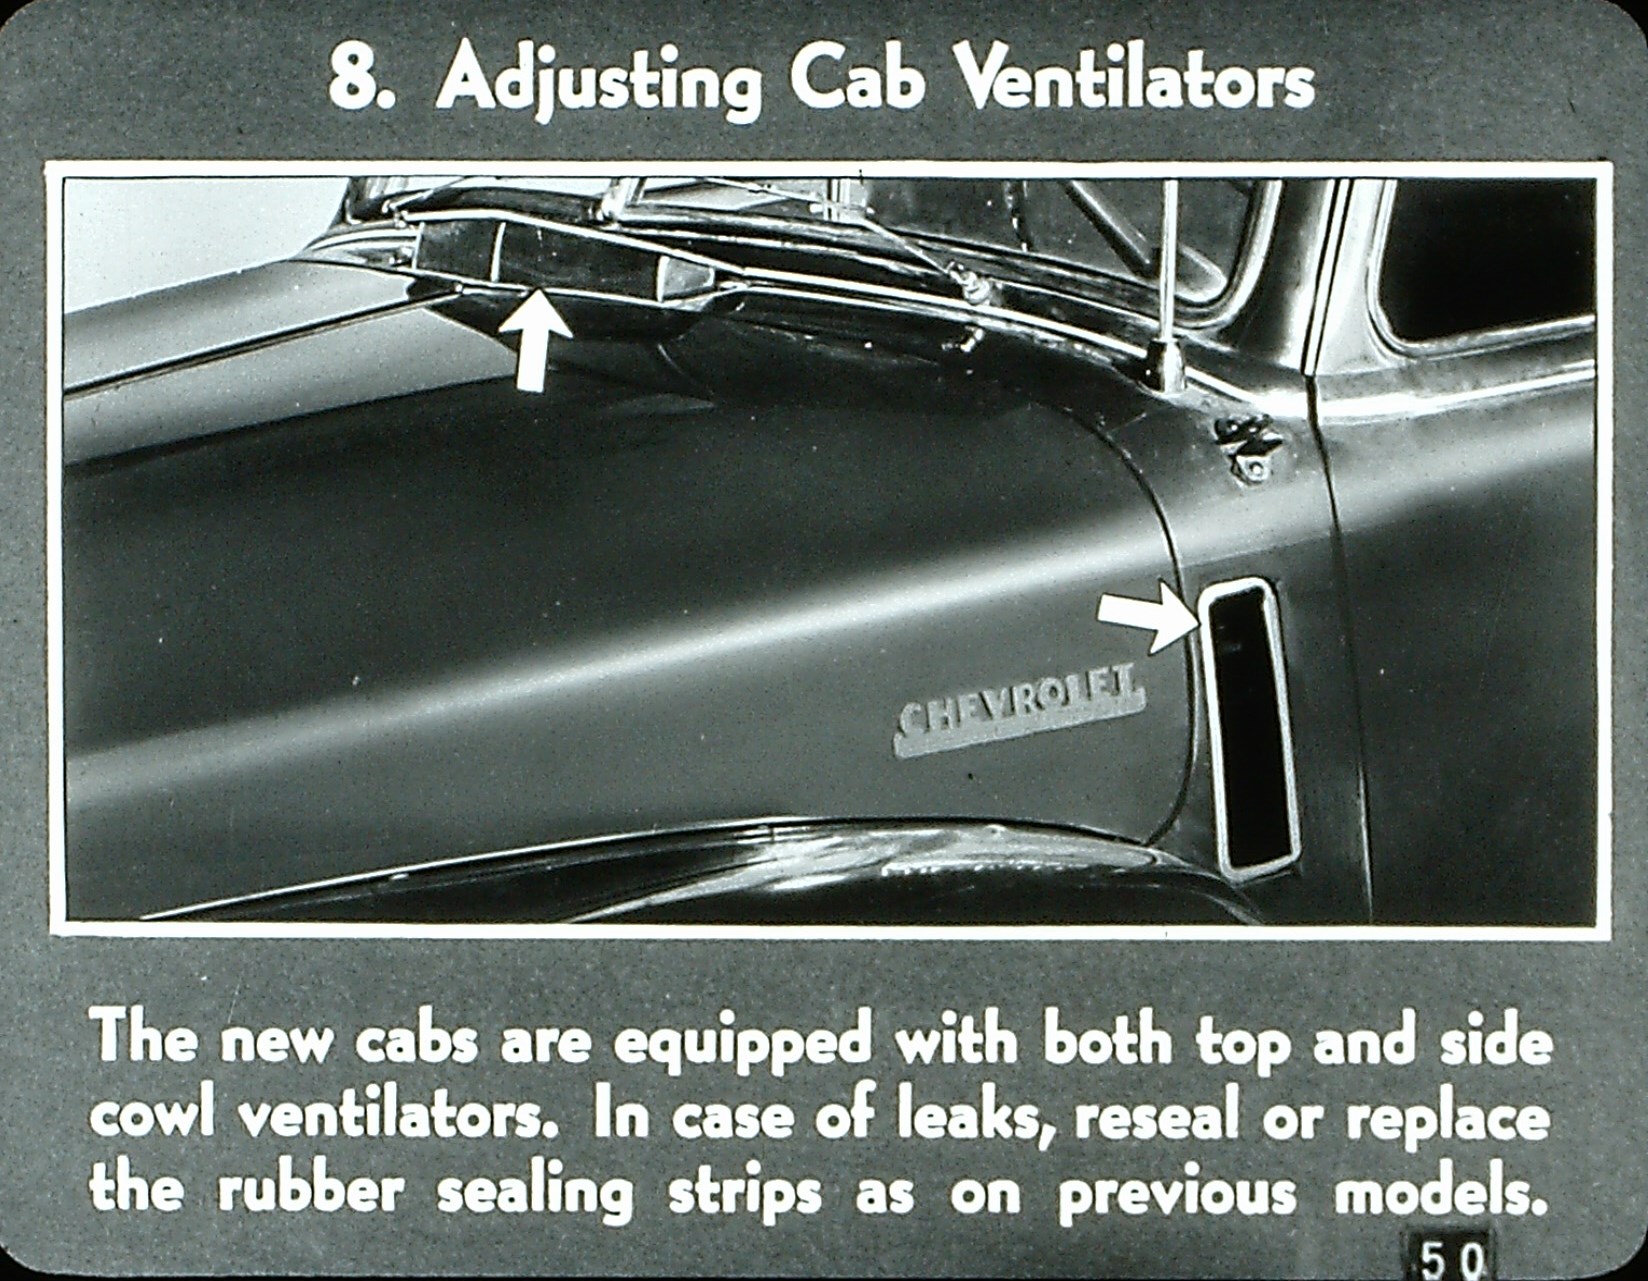 8. Adjusting Cab Ventilators
CHEVROLET
The new cabs are equipped with both top and side
cowl ventilators. In case of leaks, reseal or replace
the rubber sealing strips as on previous models.
50